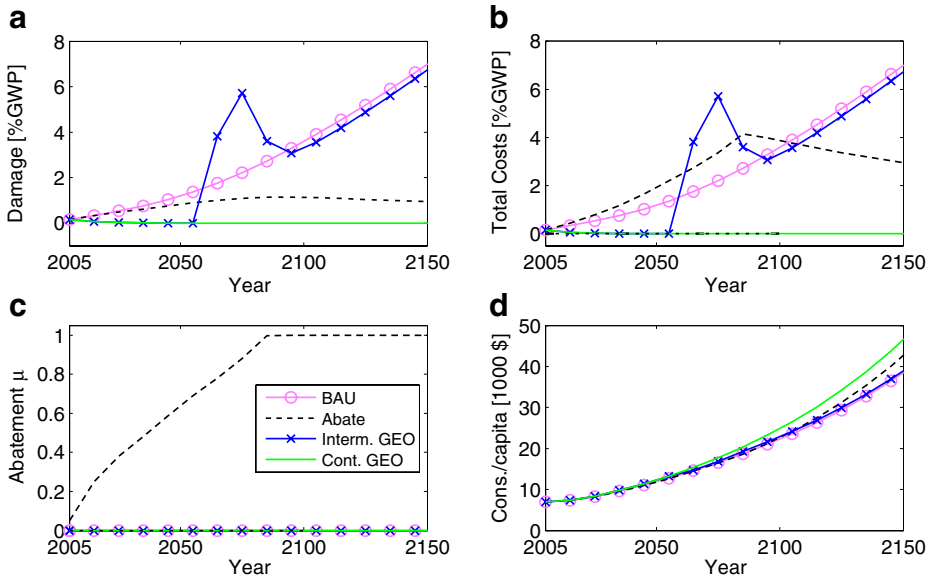 a
Damage [%GWP]
8
6
4
2
0
2005 2050 2100 2150
Year
b
Total Costs [%GWP]
8
6
4
2
0
2005 2050 2100 2150
Year
c
Abatement μ
1
0.8
0.6
0.4
0.2
0
BAU
Abate
Interm. GEO
Cont. GEO
2005 2050 2100 2150
Year
d
Cons./capita [1000 $]
50
40
30
20
10
0
2005 2050 2100 2150
Year